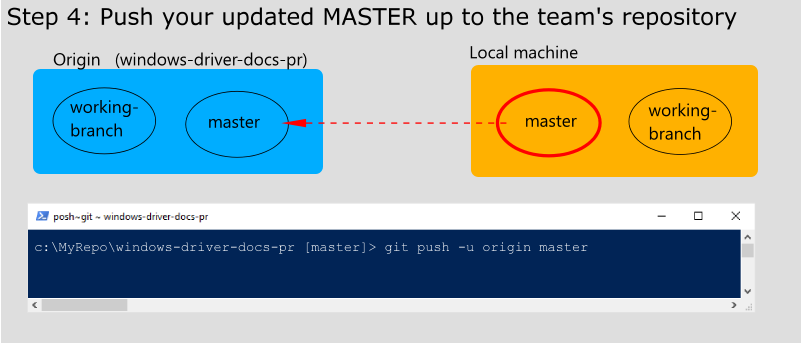 Step 4: Push your updated MASTER up to the team's repository
Origin (windows-driver-docs-pr)
Local machine
working-
branch
master
master
working-
branch
posh~git ~ windows-driver-docs-pr
c:\MyRepo\windows-driver-docs-pr [master]> git push -u origin master